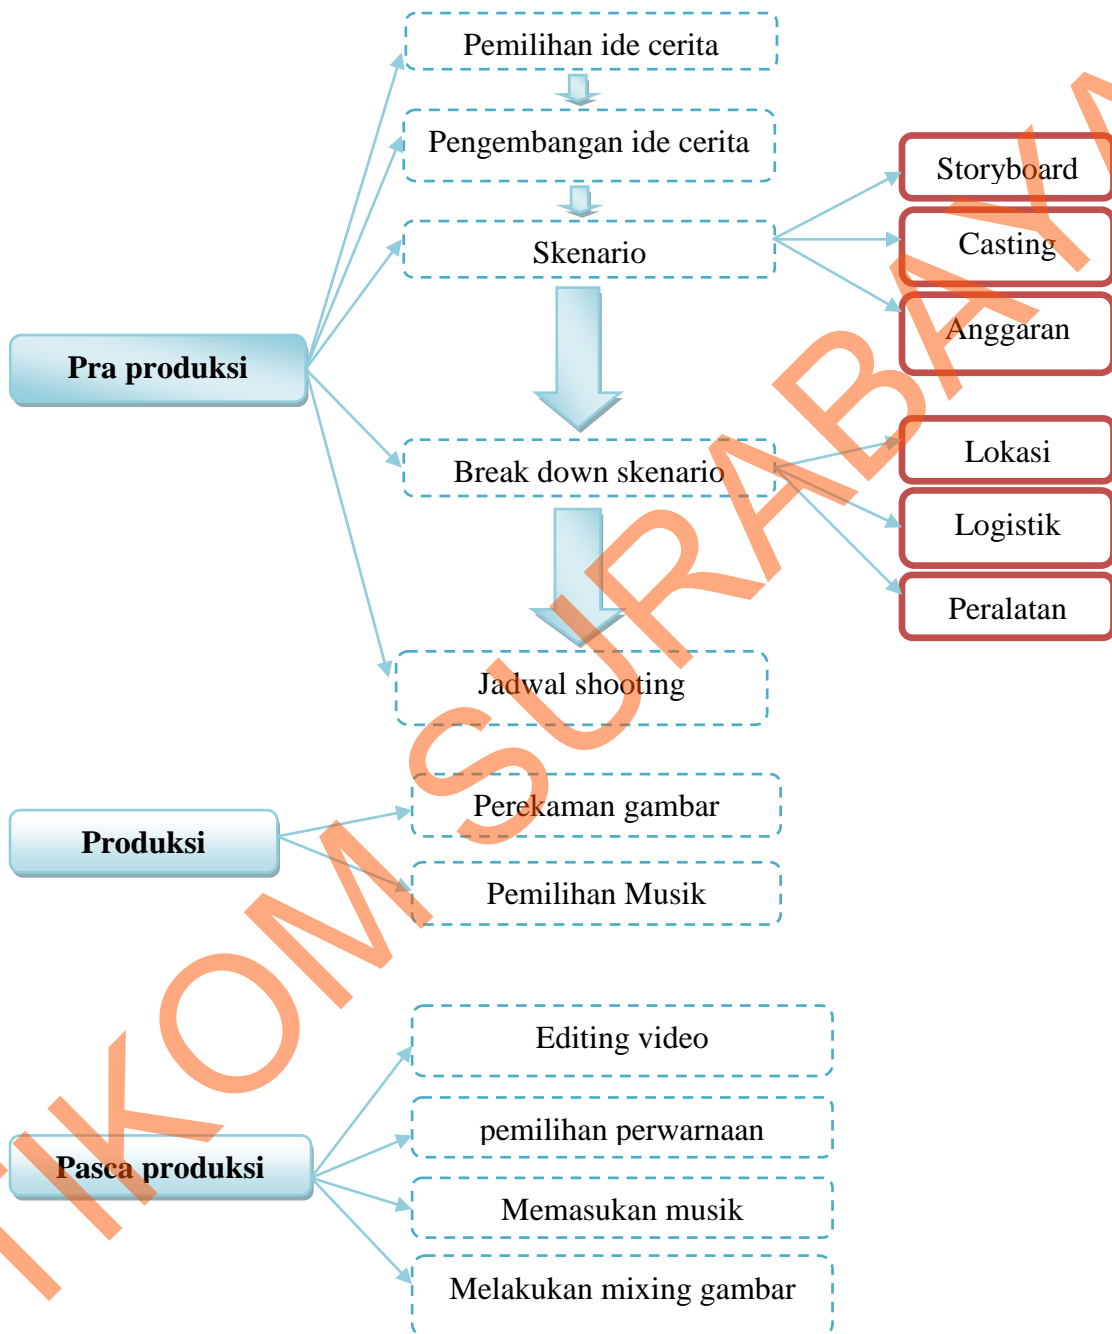 Pemilihan ide cerita
Pengembangan ide cerita
Skenario
Storyboard
Casting
Anggaran
Pra produksi
Break down skenario
Lokasi
Logistik
Peralatan
Jadwal shooting
Produksi
Perekaman gambar
Pemilihan Musik
Pasca produksi
Editing video
pemilihan perwarnaan
Memasukan musik
Melakukan mixing gambar
TIKOM SURABAYA